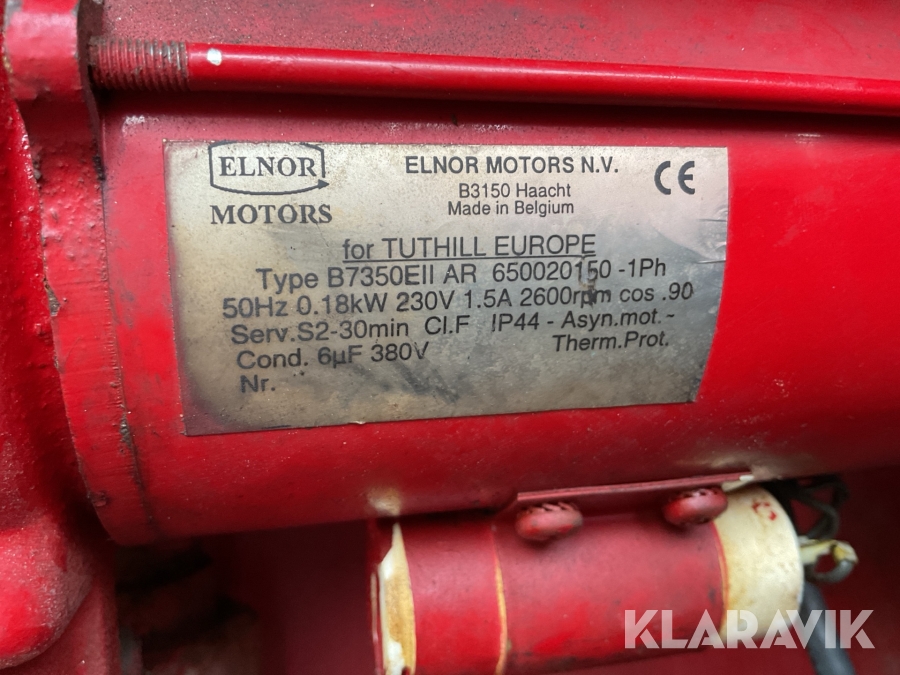 ELNOR
MOTORS
ELNOR MOTORS N.V.
B3150 Haacht
Made in Belgium
CE
for TUTHILL EUROPE
Type B7350EII AR 650020150 -1Ph
50Hz 0.18kW 230V 1.5A 2600rpm cos .90
Serv.S2-30min Cl.F IP44 - Asyn.mot.~
Cond. 6µF 380V Therm.Prot.
Nr.
KLARAVIK